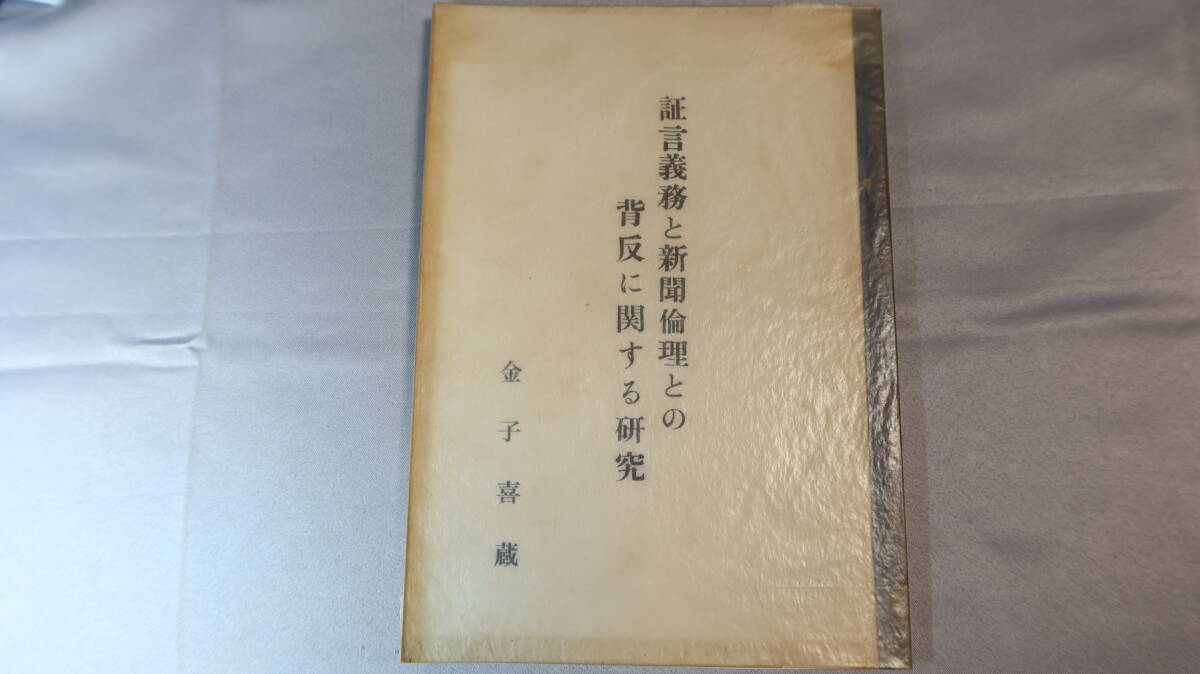 証言義務と新聞倫理との
背反に関する研究
金子喜蔵